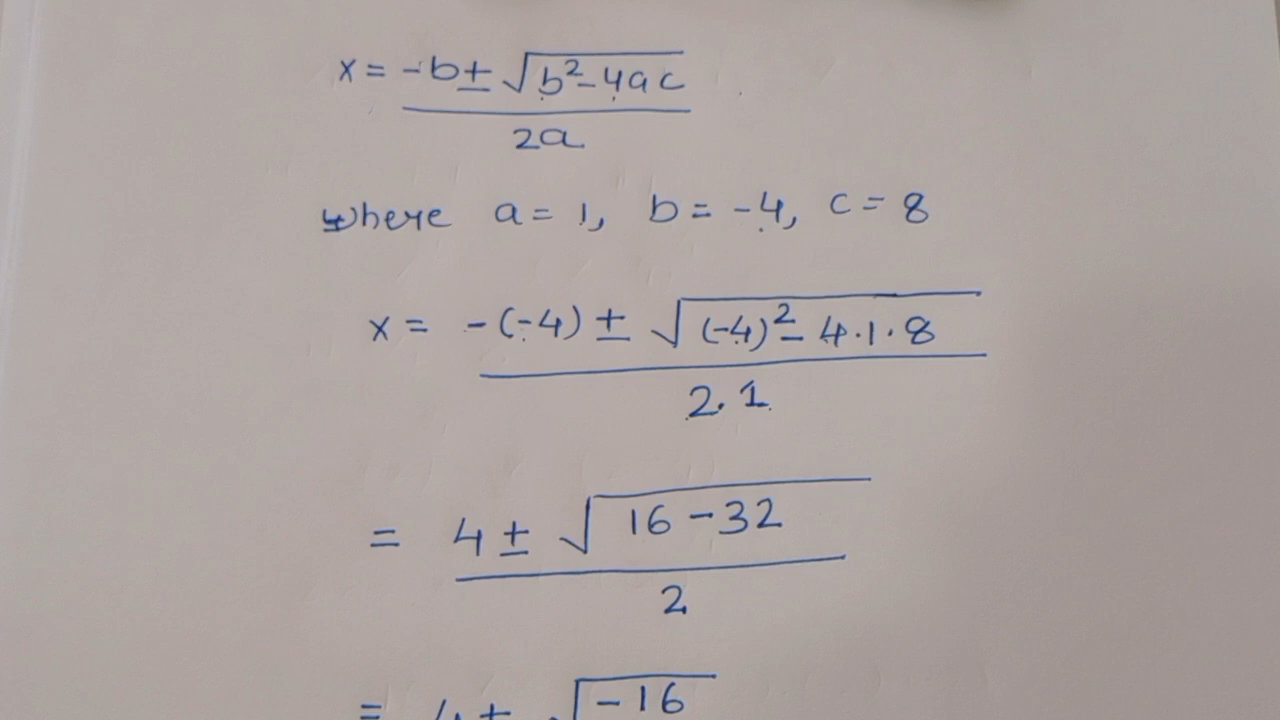 x = -b ± √b² - 4ac
2a
where a = 1, b = -4, c = 8
x = -(-4) ± √(-4)² - 4.1.8
2.1
= 4 ± √16 - 32
2
= 4 ± √-16